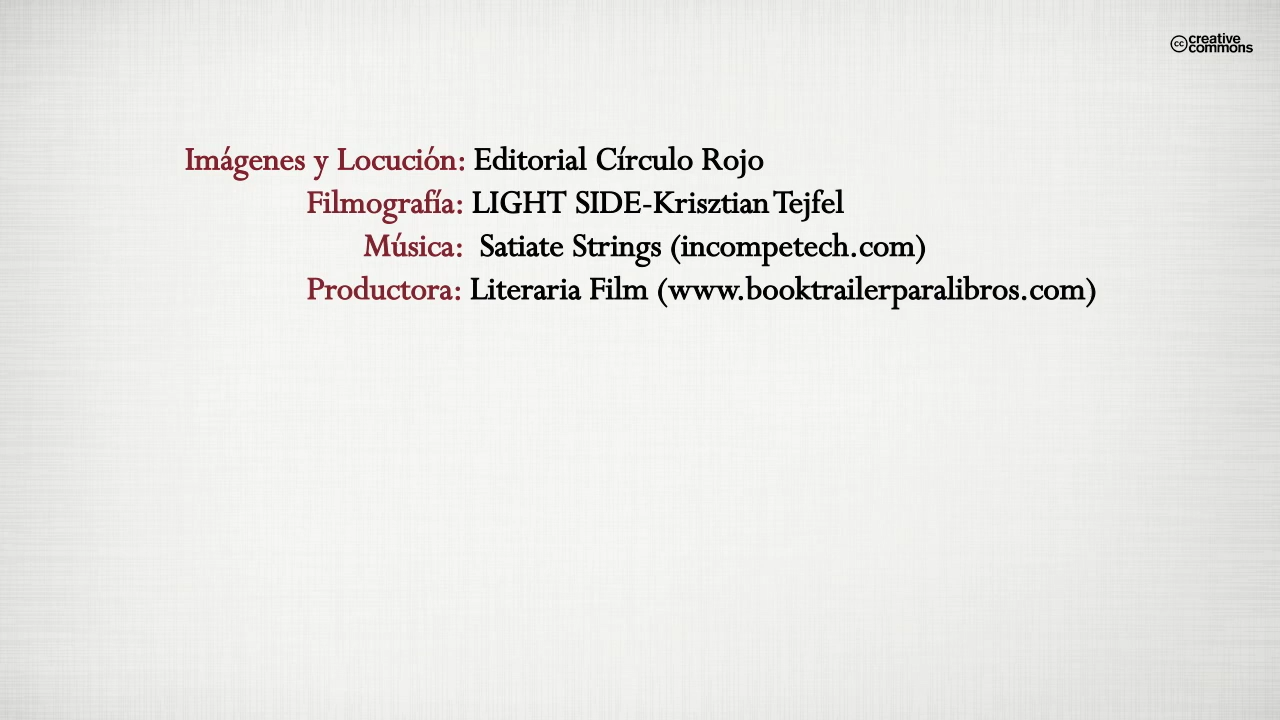 cc creative
commons
Imágenes y Locución: Editorial Círculo Rojo
Filmografía: LIGHT SIDE-Krisztian Tejfel
Música: Satiate Strings (incompetech.com)
Productora: Literaria Film (www.booktrailerparalibros.com)